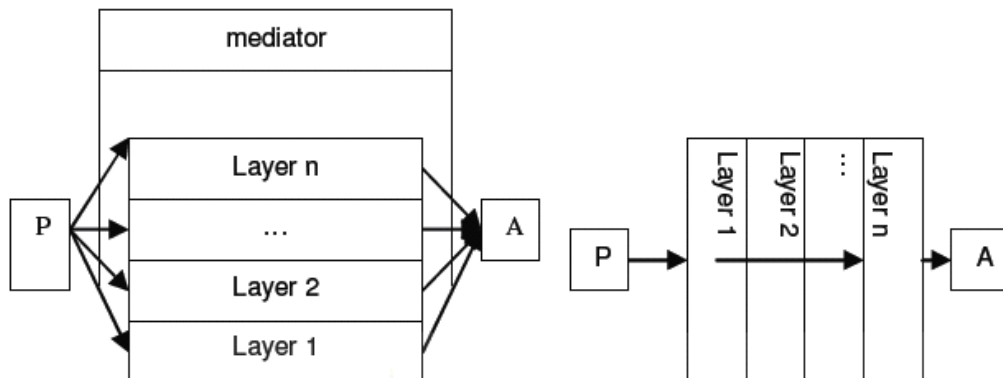 mediator
Layer n
P
...
A
Layer 2
Layer 1
Layer 1
Layer 2
...
Layer n
P
A